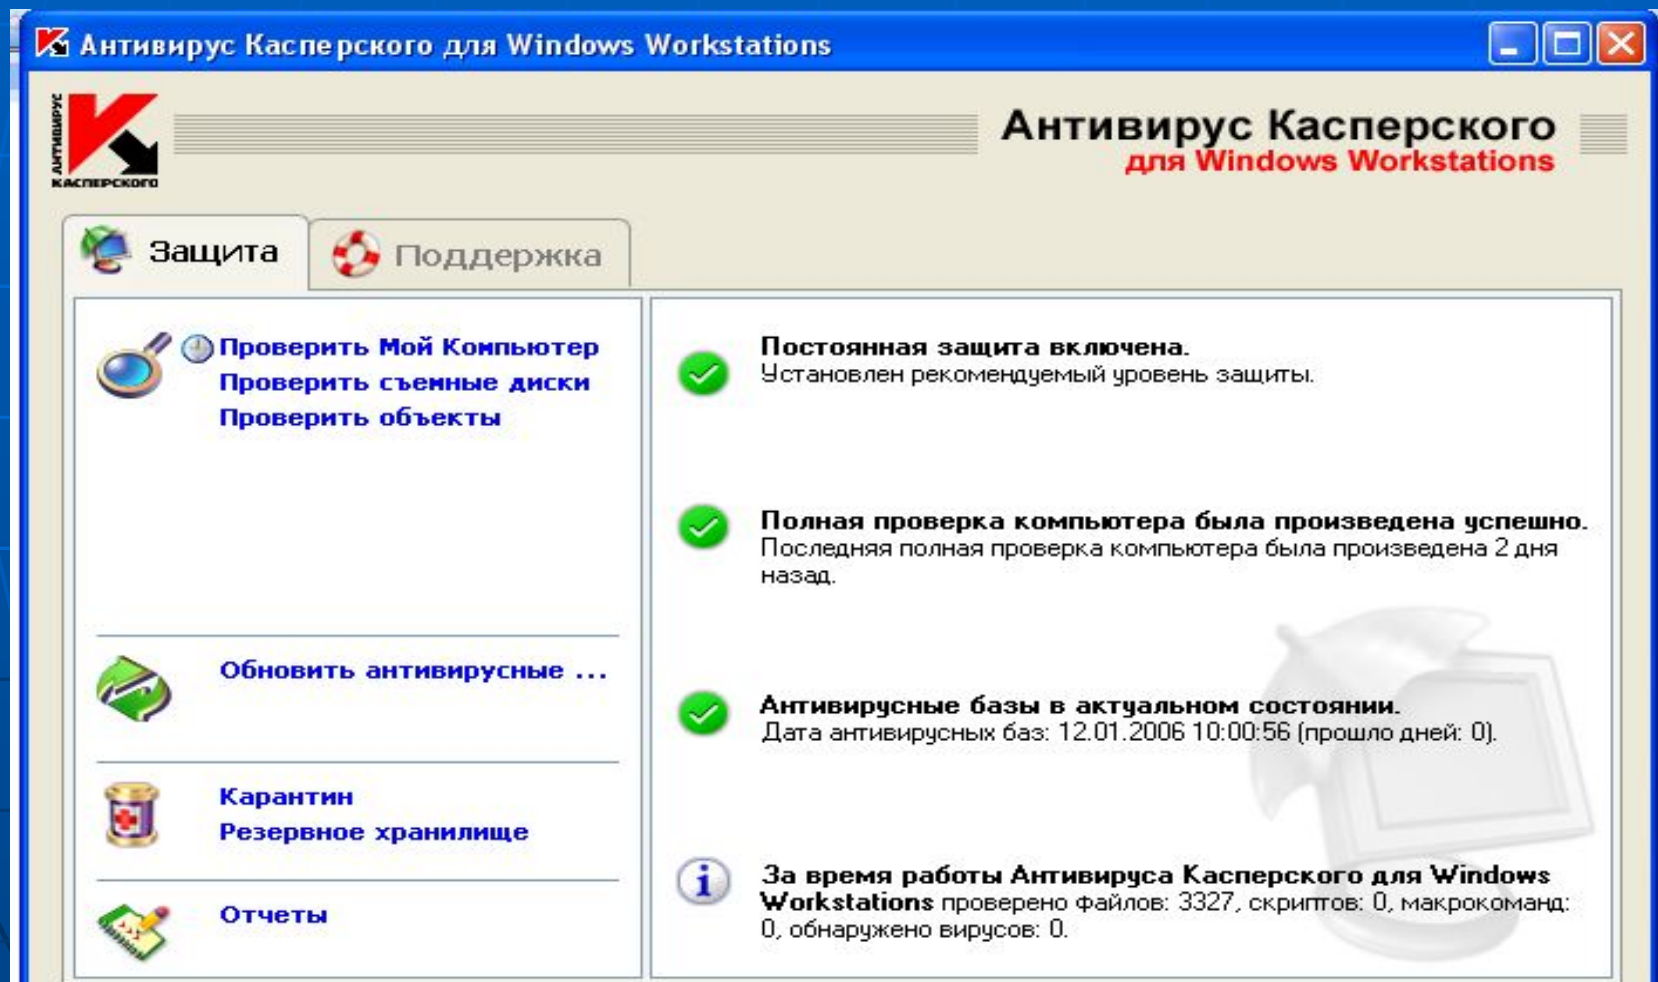 Антивирус Касперского для Windows Workstations
АНТИВИРУС
КАСПЕРСКОГО
Антивирус Касперского
для Windows Workstations
Защита
Поддержка
Проверить Мой Компьютер
Проверить съемные диски
Проверить объекты
Обновить антивирусные ...
Карантин
Резервное хранилище
Отчеты
Постоянная защита включена.
Установлен рекомендуемый уровень защиты.
Полная проверка компьютера была произведена успешно.
Последняя полная проверка компьютера была произведена 2 дня
назад.
Антивирусные базы в актуальном состоянии.
Дата антивирусных баз: 12.01.2006 10:00:56 (прошло дней: 0).
За время работы Антивируса Касперского для Windows
Workstations проверено файлов: 3327, скриптов: 0, макрокоманд:
0, обнаружено вирусов: 0.